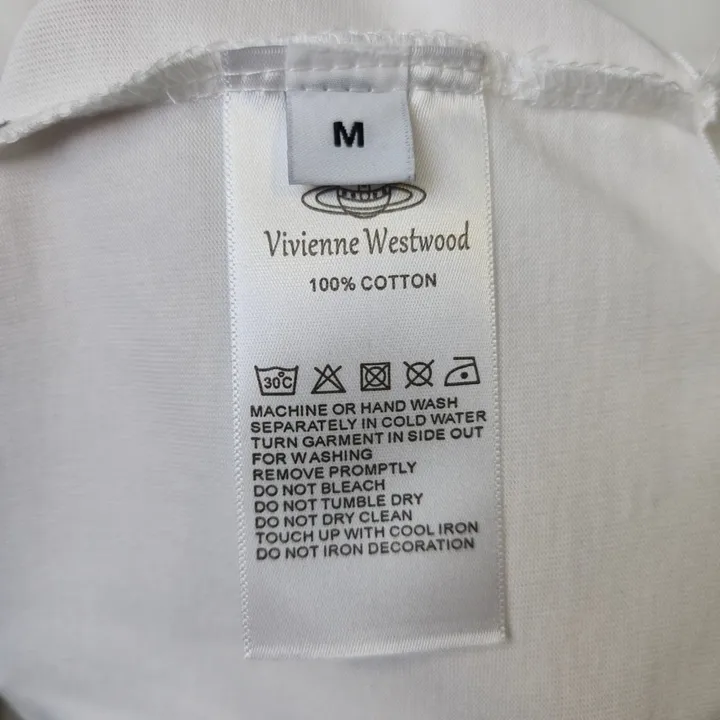 M
Vivienne Westwood
100% COTTON
30°C
MACHINE OR HAND WASH
SEPARATELY IN COLD WATER
TURN GARMENT IN SIDE OUT
FOR WASHING
REMOVE PROMPTLY
DO NOT BLEACH
DO NOT TUMBLE DRY
DO NOT DRY CLEAN
TOUCH UP WITH COOL IRON
DO NOT IRON DECORATION